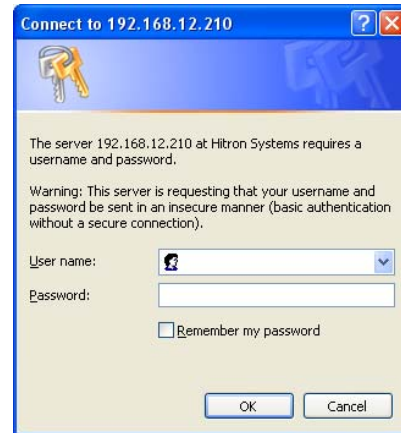 Connect to 192.168.12.210
The server 192.168.12.210 at Hitron Systems requires a
username and password.
Warning: This server is requesting that your username and
password be sent in an insecure manner (basic authentication
without a secure connection).
User name:
Password:
Remember my password
OK Cancel